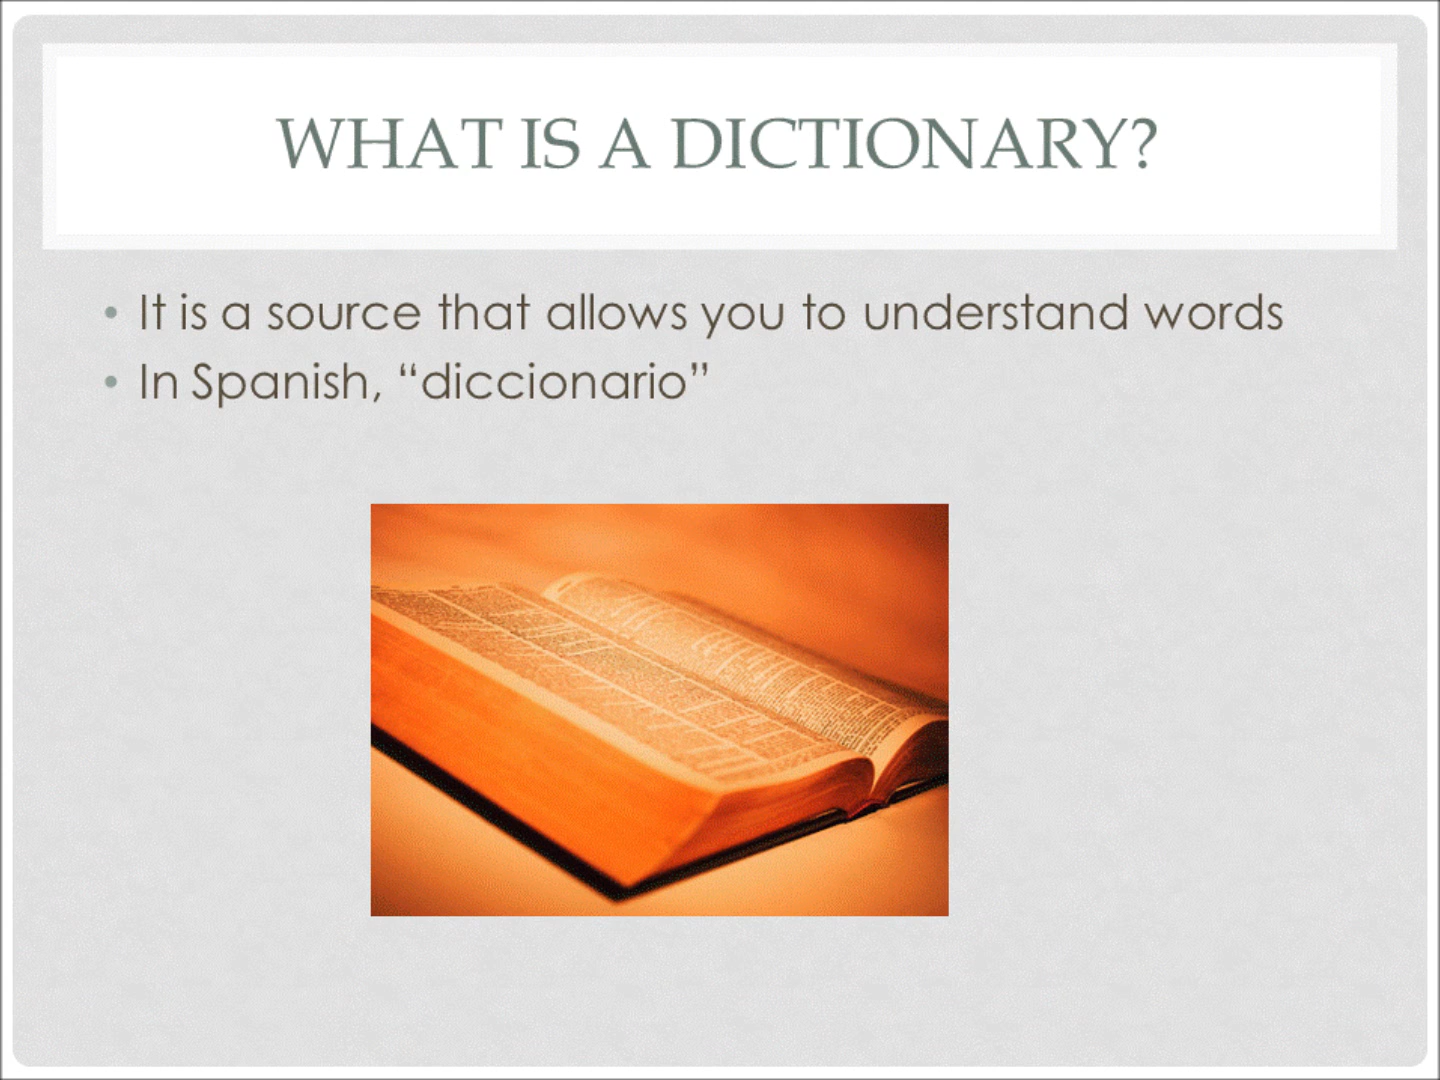 WHAT IS A DICTIONARY?
• It is a source that allows you to understand words
• In Spanish, “diccionario”